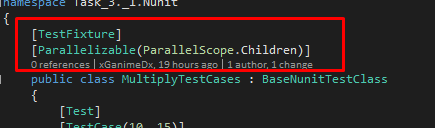 namespace Task_3._1.Nunit
{
[TestFixture]
[Parallelizable(ParallelScope.Children)]
0 references | xGanimeDx, 19 hours ago | 1 author, 1 change
public class MultiplyTestCases : BaseNunitTestClass
{
[Test]
[TestCase(10, 15)]